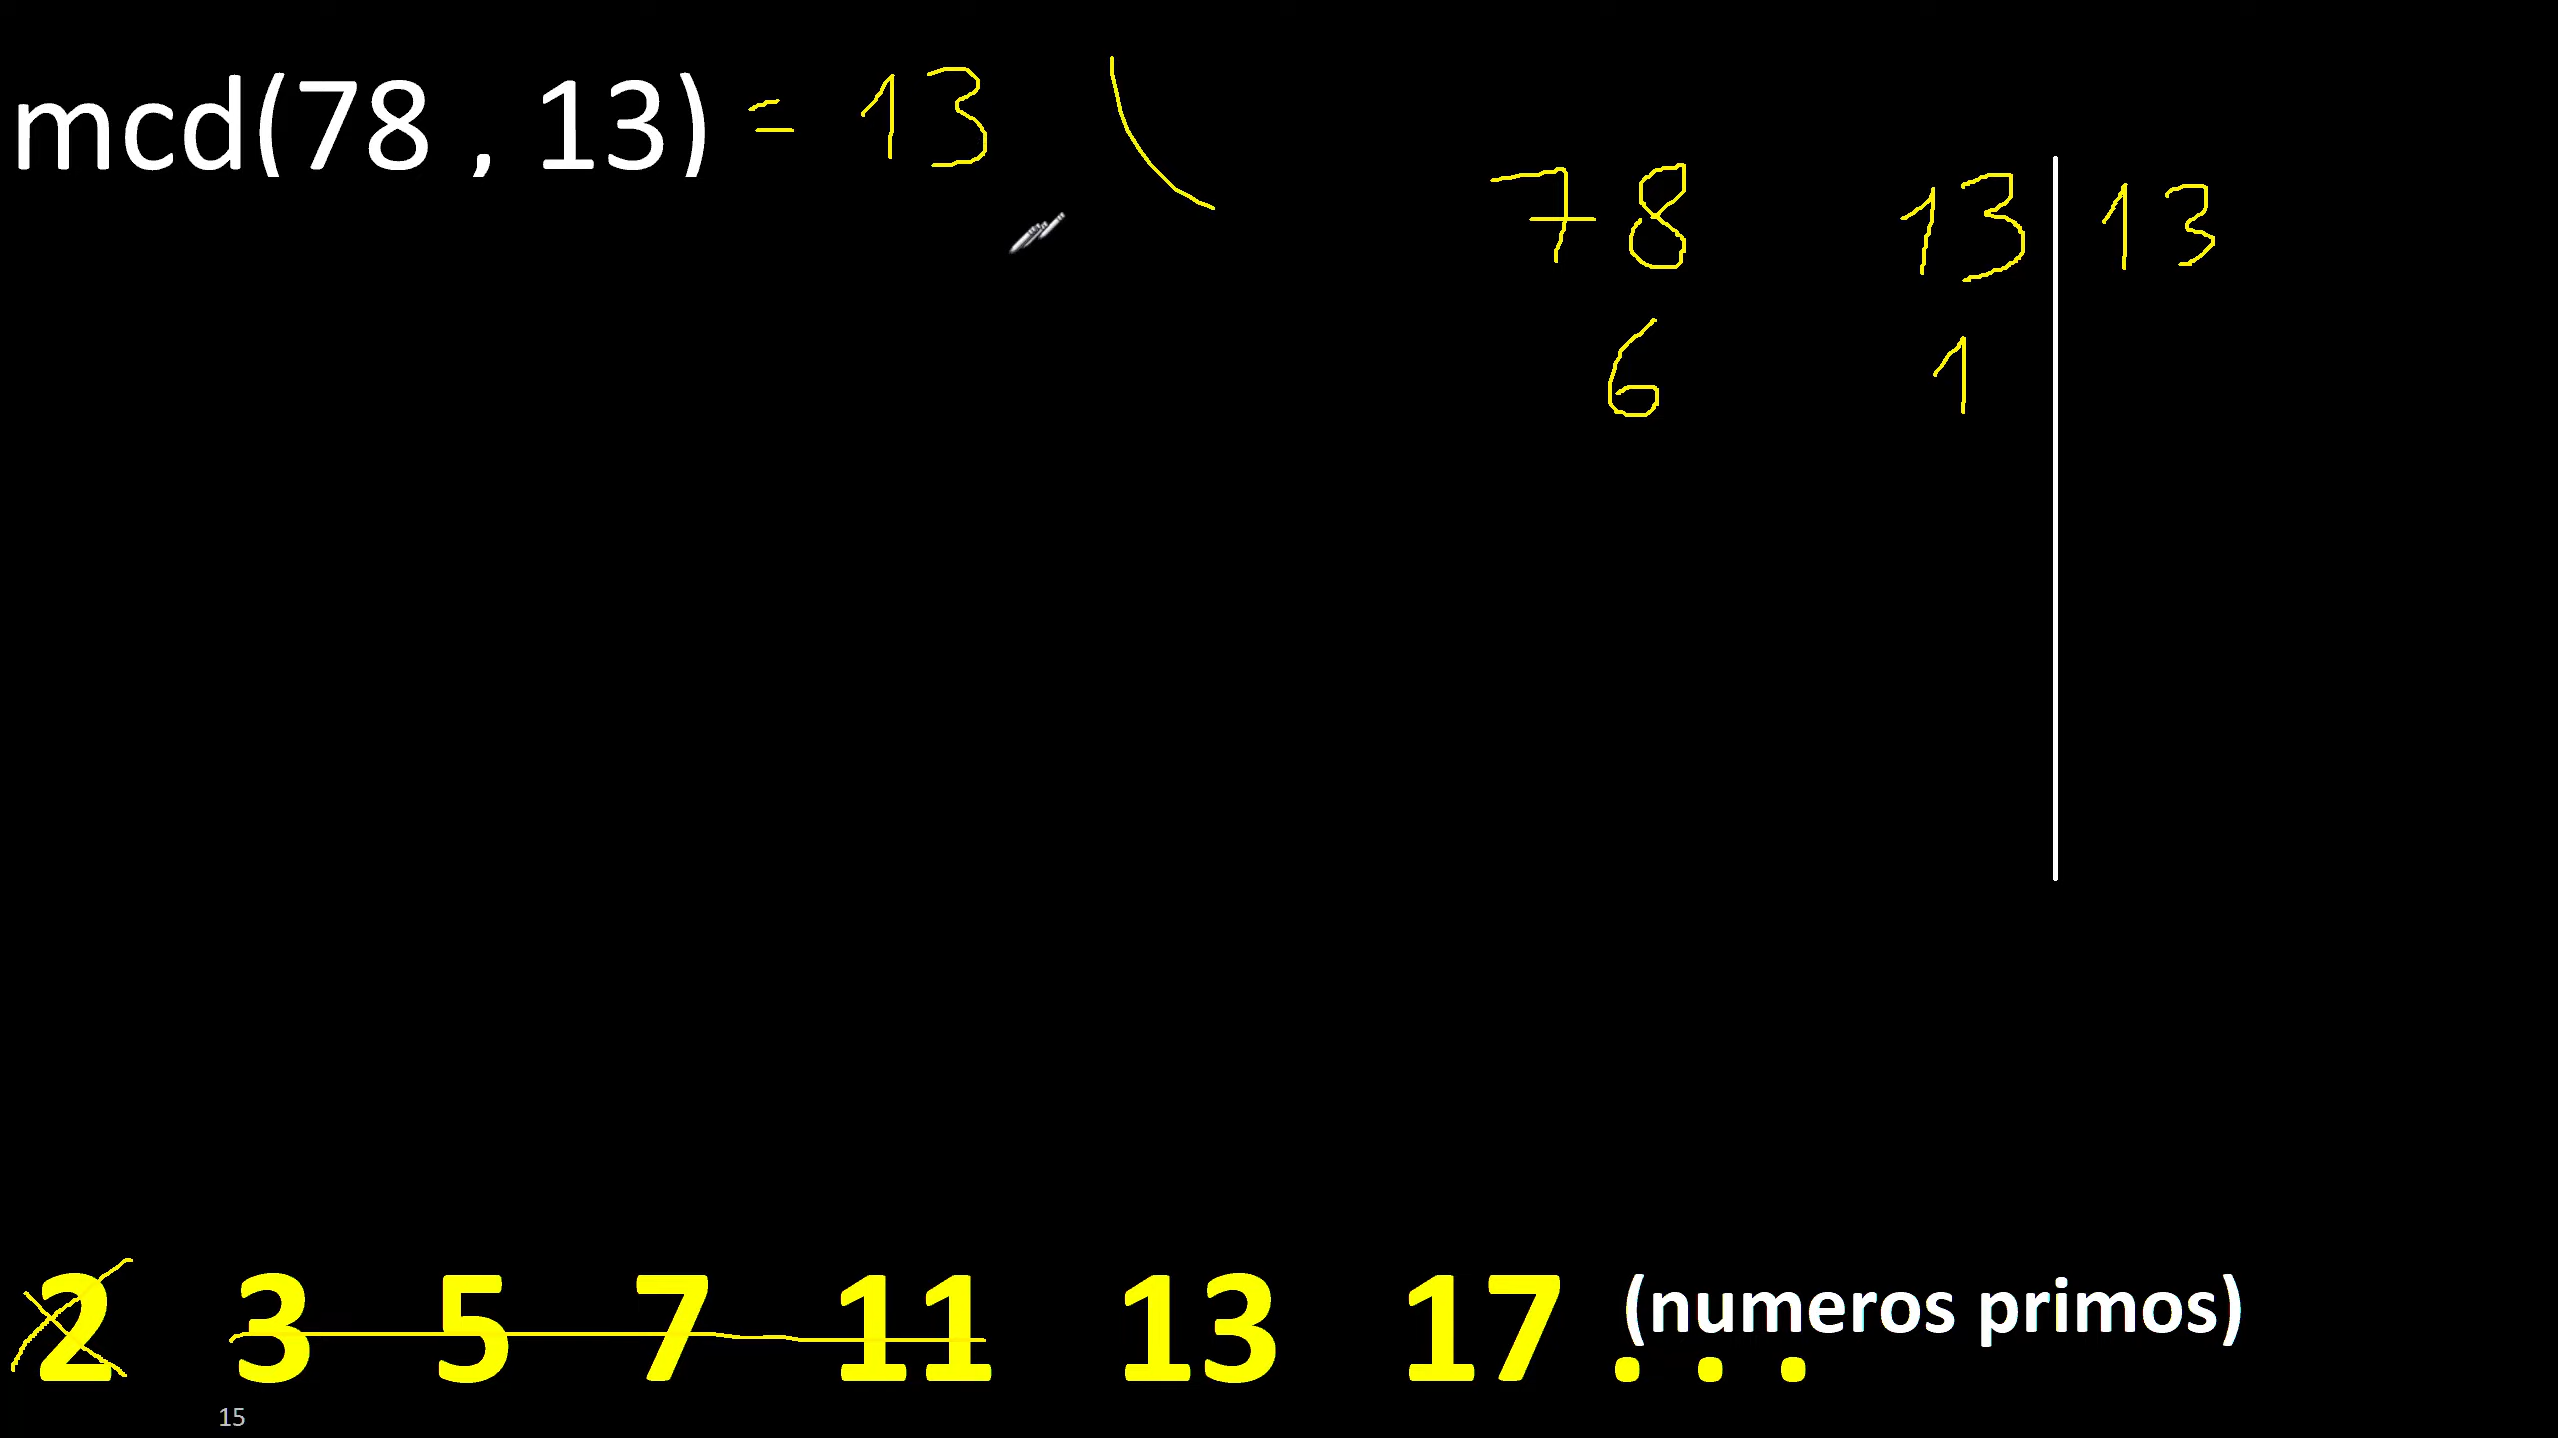 mcd(78 , 13) = 13
78 13 13
6 1
2 3 5 7 11 13 17 . . . (numeros primos)
15